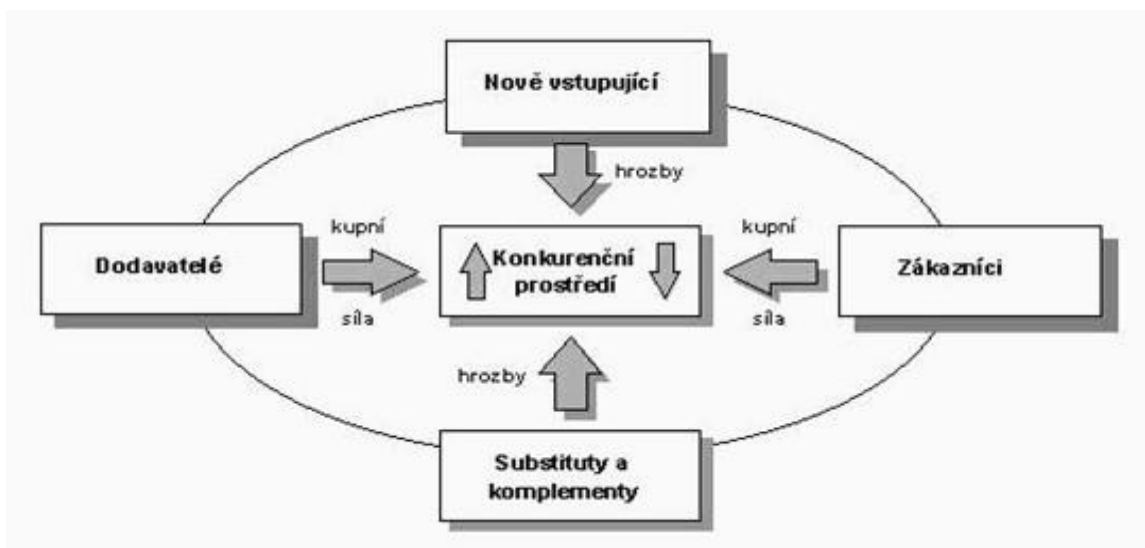 Nově vstupující
hrozby
kupní
kupní
Dodavatelé
Konkurenční
prostředí
Zákazníci
síla
síla
hrozby
Substituty a
komplementy